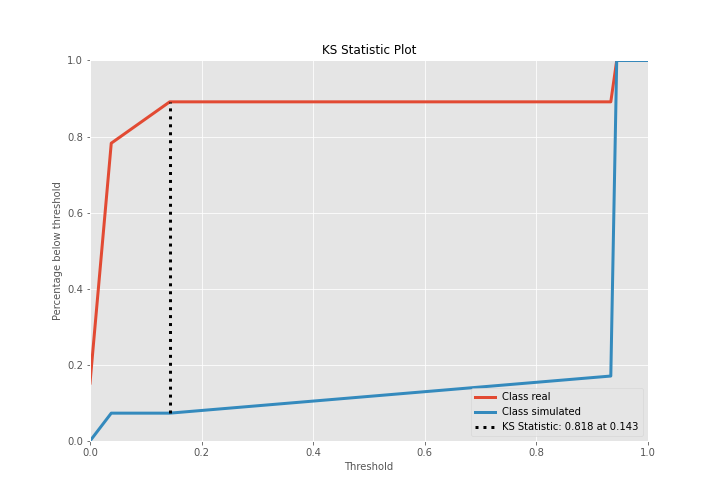 KS Statistic Plot
1.0
0.8
0.6
0.4
0.2
0.0
Percentage below threshold
0.0 0.2 0.4 0.6 0.8 1.0
Threshold
Class real
Class simulated
KS Statistic: 0.818 at 0.143